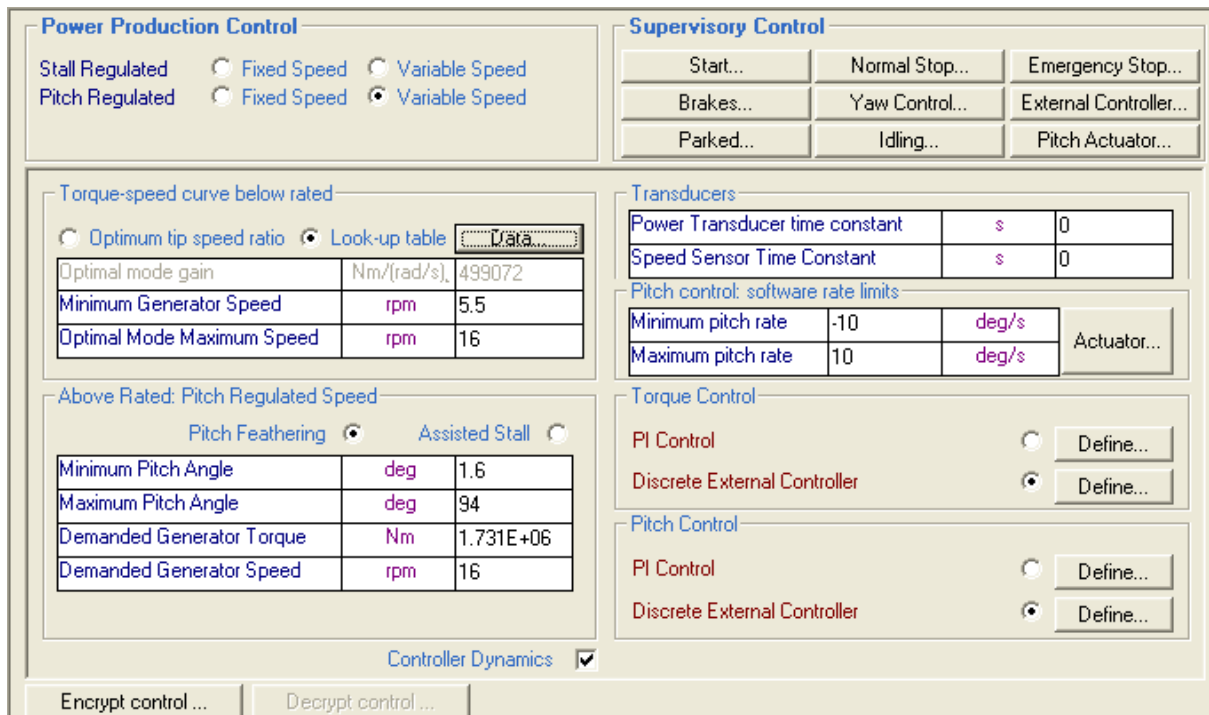 Power Production Control
Stall Regulated Fixed Speed Variable Speed
Pitch Regulated Fixed Speed Variable Speed
Supervisory Control
Start... Normal Stop... Emergency Stop...
Brakes... Yaw Control... External Controller...
Parked... Idling... Pitch Actuator...
Torque-speed curve below rated
Optimum tip speed ratio Look-up table Data...
Optimal mode gain Nm/(rad/s) 499072
Minimum Generator Speed rpm 5.5
Optimal Mode Maximum Speed rpm 16
Above Rated: Pitch Regulated Speed
Pitch Feathering Assisted Stall
Minimum Pitch Angle deg 1.6
Maximum Pitch Angle deg 94
Demanded Generator Torque Nm 1.731E+06
Demanded Generator Speed rpm 16
Transducers
Power Transducer time constant s 0
Speed Sensor Time Constant s 0
Pitch control: software rate limits
Minimum pitch rate -10 deg/s
Maximum pitch rate 10 deg/s
Actuator...
Torque Control
PI Control Define...
Discrete External Controller Define...
Pitch Control
PI Control Define...
Discrete External Controller Define...
Controller Dynamics
Encrypt control ... Decrypt control ...